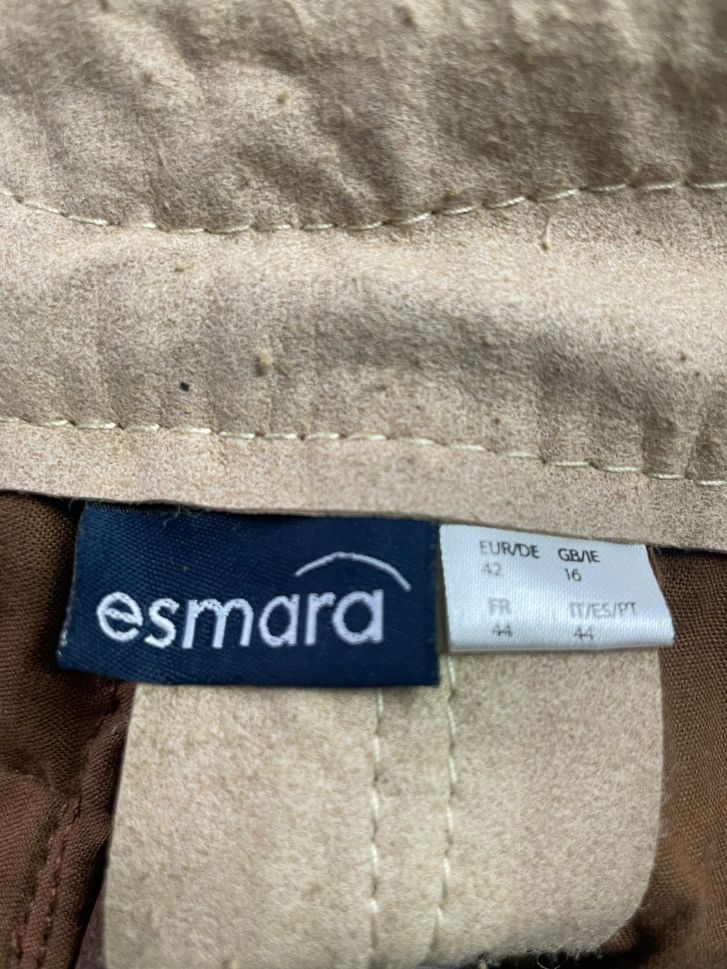 esmara
EUR/DE GB/IE
42 16
FR IT/ES/PT
44 44